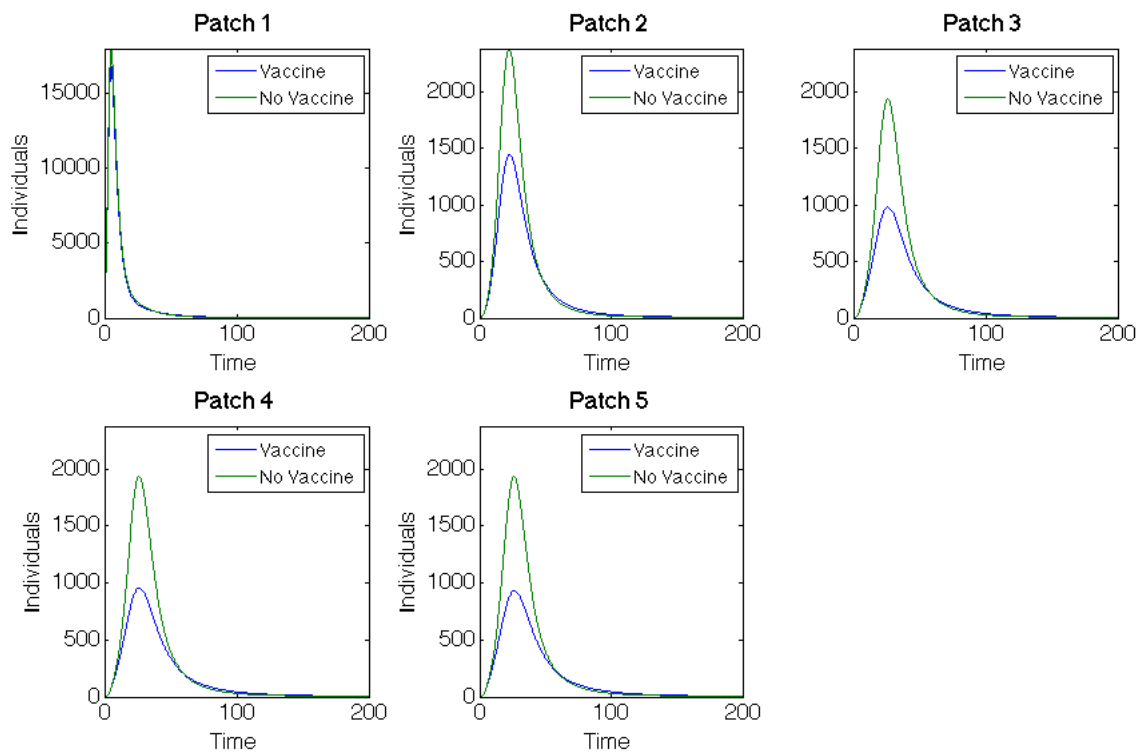 Patch 1
Individuals
15000
10000
5000
0
0
100
200
Time
Vaccine
No Vaccine
Patch 2
Individuals
2000
1500
1000
500
0
0
100
200
Time
Vaccine
No Vaccine
Patch 3
Individuals
2000
1500
1000
500
0
0
100
200
Time
Vaccine
No Vaccine
Patch 4
Individuals
2000
1500
1000
500
0
0
100
200
Time
Vaccine
No Vaccine
Patch 5
Individuals
2000
1500
1000
500
0
0
100
200
Time
Vaccine
No Vaccine